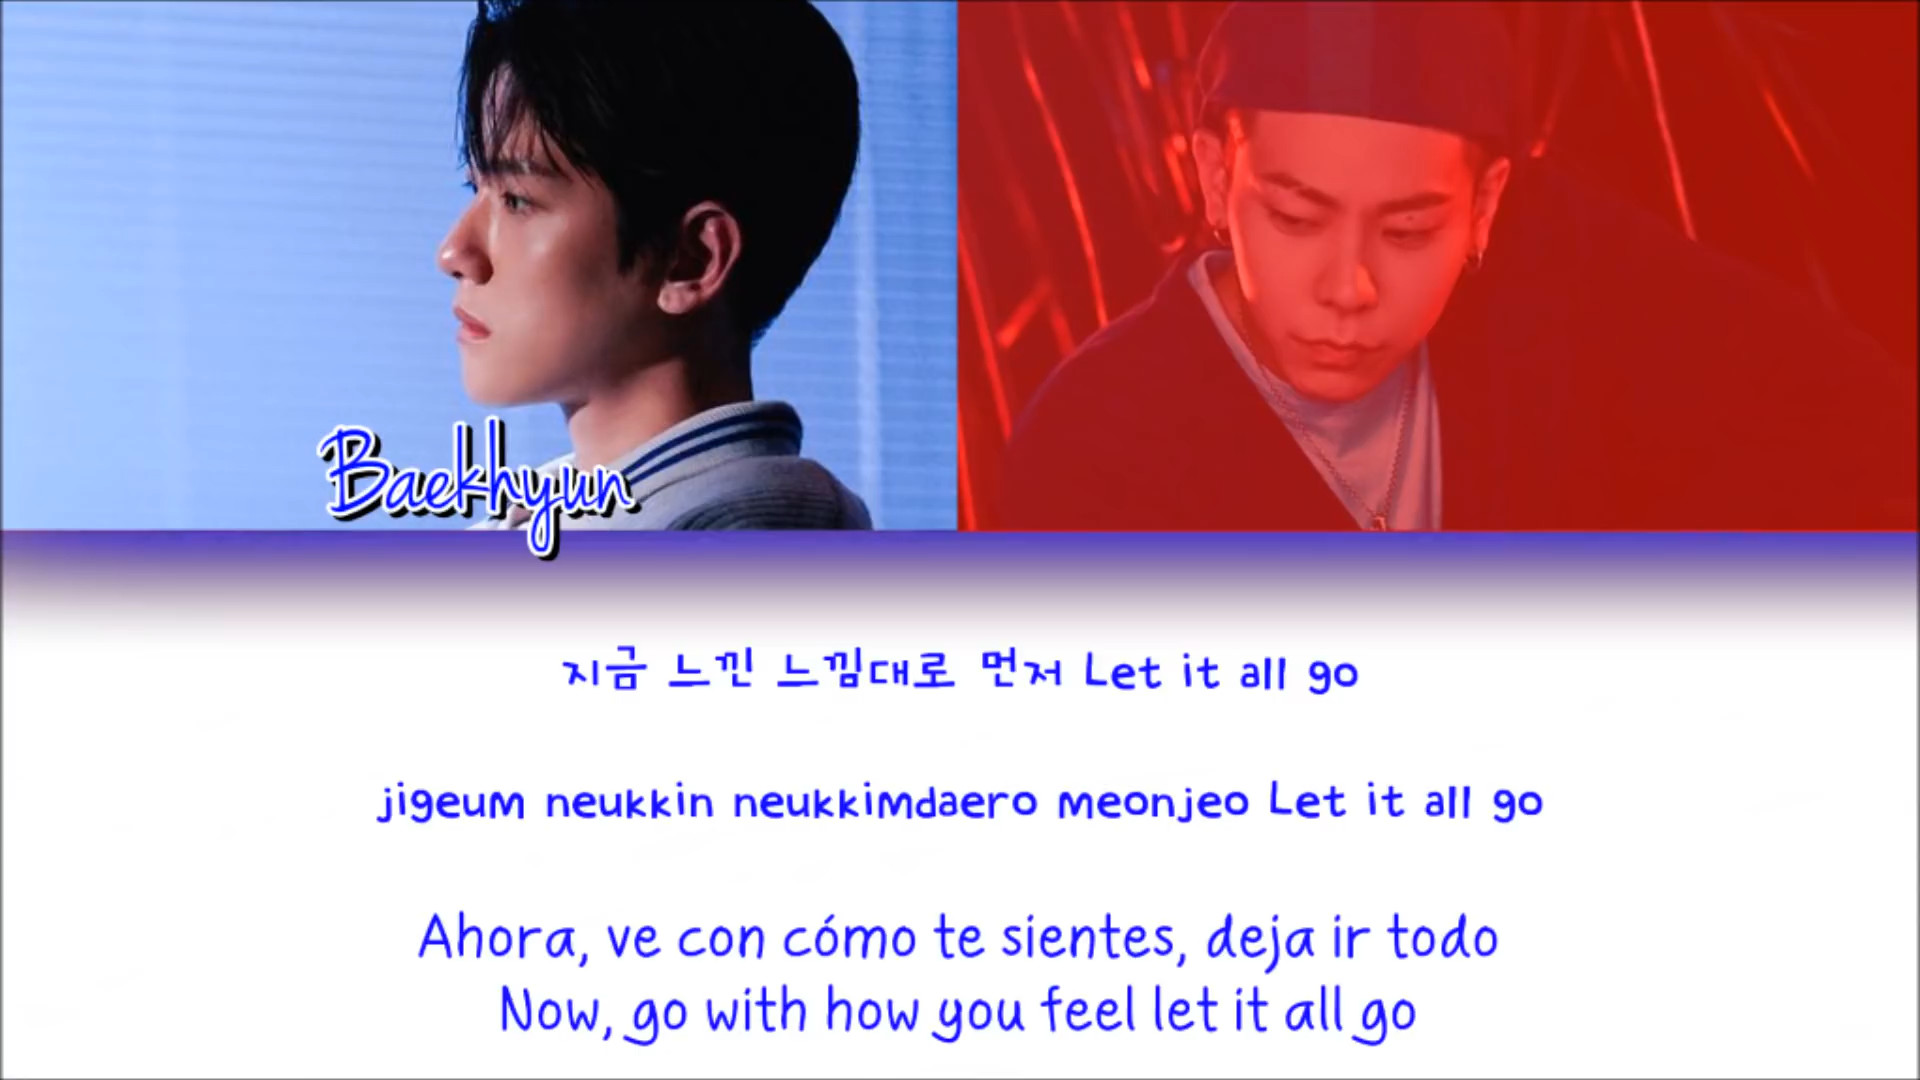 Baekhyun
지금 느낀 느낌대로 먼저 Let it all go
jigeum neukkin neukkimdaero meonjeo Let it all go
Ahora, ve con cómo te sientes, deja ir todo
Now, go with how you feel let it all go